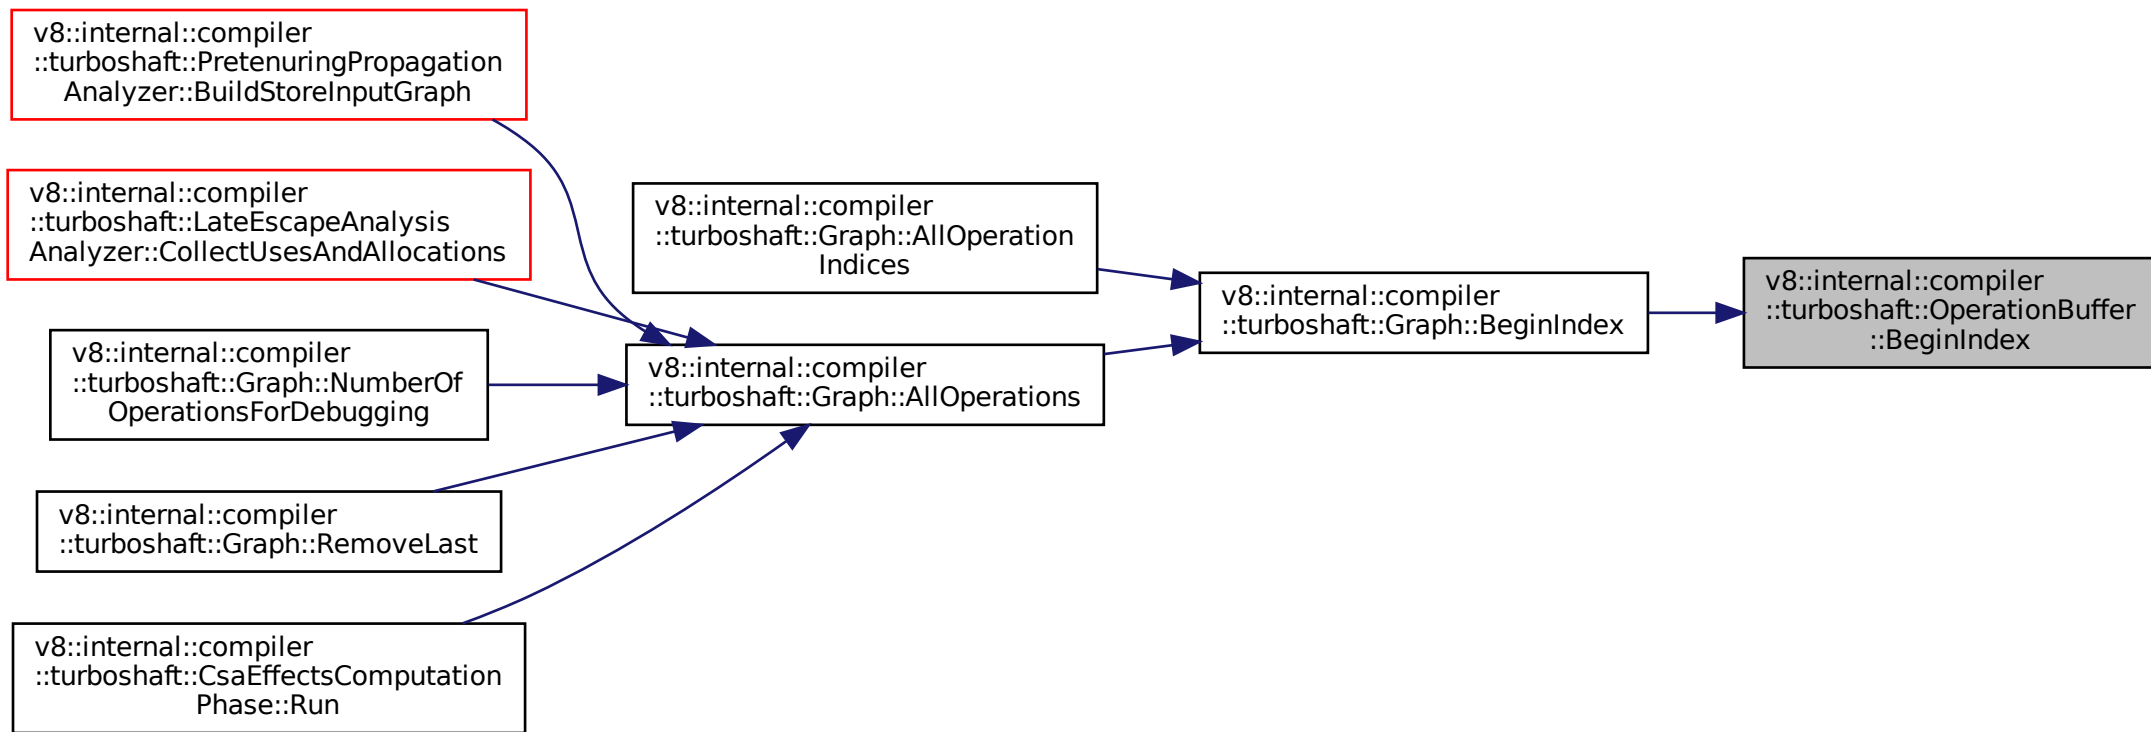 v8::internal::compiler
::turboshaft::PretenuringPropagation
Analyzer::BuildStoreInputGraph
v8::internal::compiler
::turboshaft::LateEscapeAnalysis
Analyzer::CollectUsesAndAllocations
v8::internal::compiler
::turboshaft::Graph::NumberOf
OperationsForDebugging
v8::internal::compiler
::turboshaft::Graph::RemoveLast
v8::internal::compiler
::turboshaft::CsaEffectsComputation
Phase::Run
v8::internal::compiler
::turboshaft::Graph::AllOperation
Indices
v8::internal::compiler
::turboshaft::Graph::AllOperations
v8::internal::compiler
::turboshaft::Graph::BeginIndex
v8::internal::compiler
::turboshaft::OperationBuffer
::BeginIndex